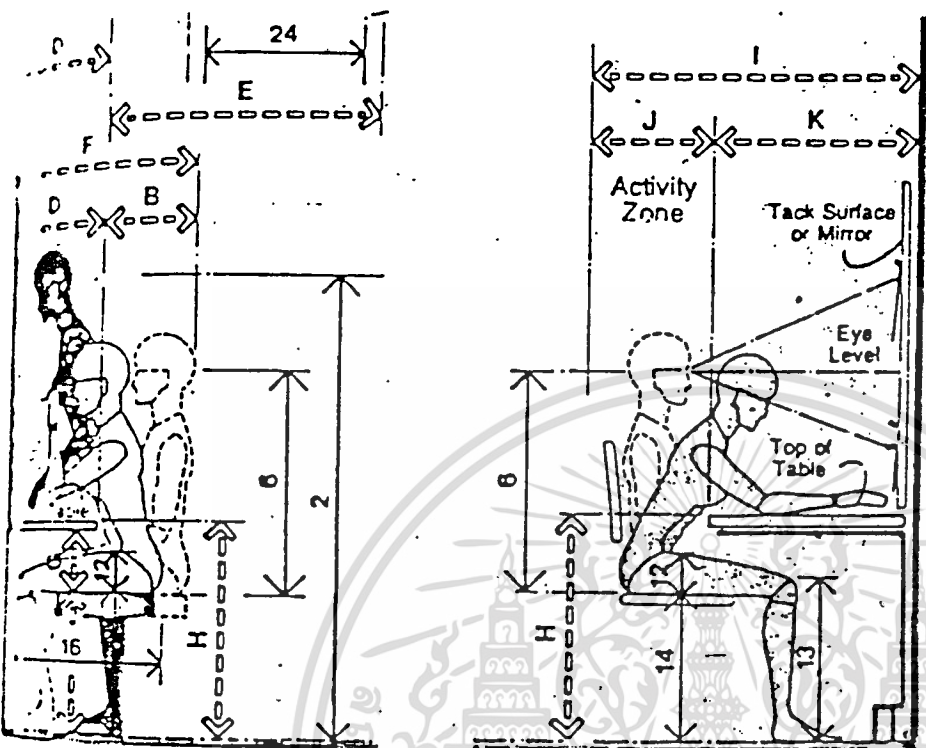 24
E
F
D
B
8
2
12
16
H
I
J
K
Activity
Zone
Tack Surface
or Mirror
Eye
Level
8
Top of
Table
12
H
14
13